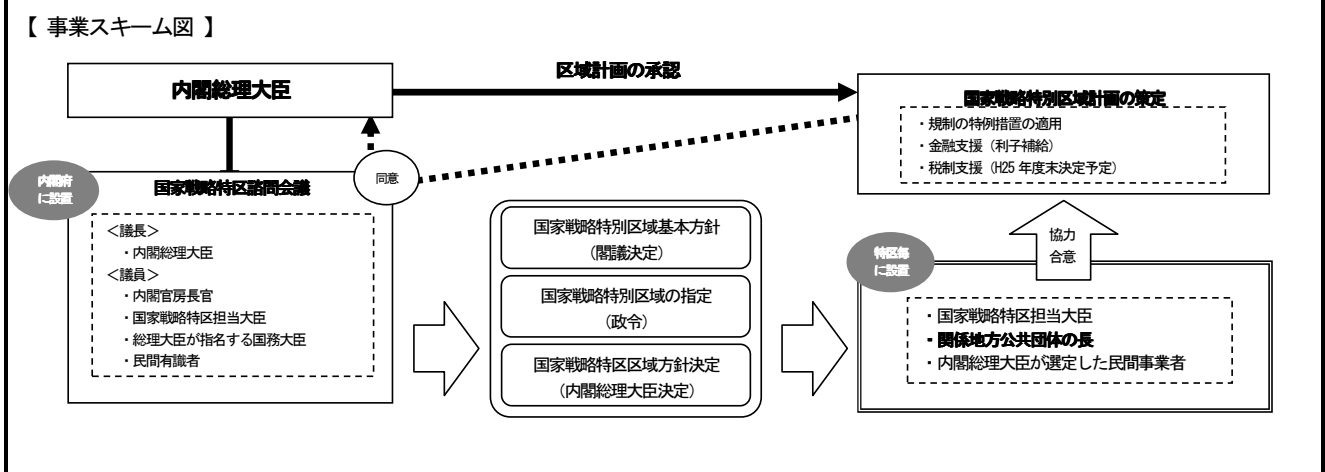 【 事業スキーム図 】
内閣総理大臣
区域計画の承認
国家戦略特別区域計画の策定
・規制の特例措置の適用
・金融支援（利子補給）
・税制支援（H25 年度末決定予定）
同意
内閣府
に設置
国家戦略特区諮問会議
＜議長＞
・内閣総理大臣
＜議員＞
・内閣官房長官
・国家戦略特区担当大臣
・総理大臣が指名する国務大臣
・民間有識者
国家戦略特別区域基本方針
（閣議決定）
国家戦略特別区域の指定
（政令）
国家戦略特区区域方針決定
（内閣総理大臣決定）
協力
合意
特区毎
に設置
・国家戦略特区担当大臣
・関係地方公共団体の長
・内閣総理大臣が選定した民間事業者